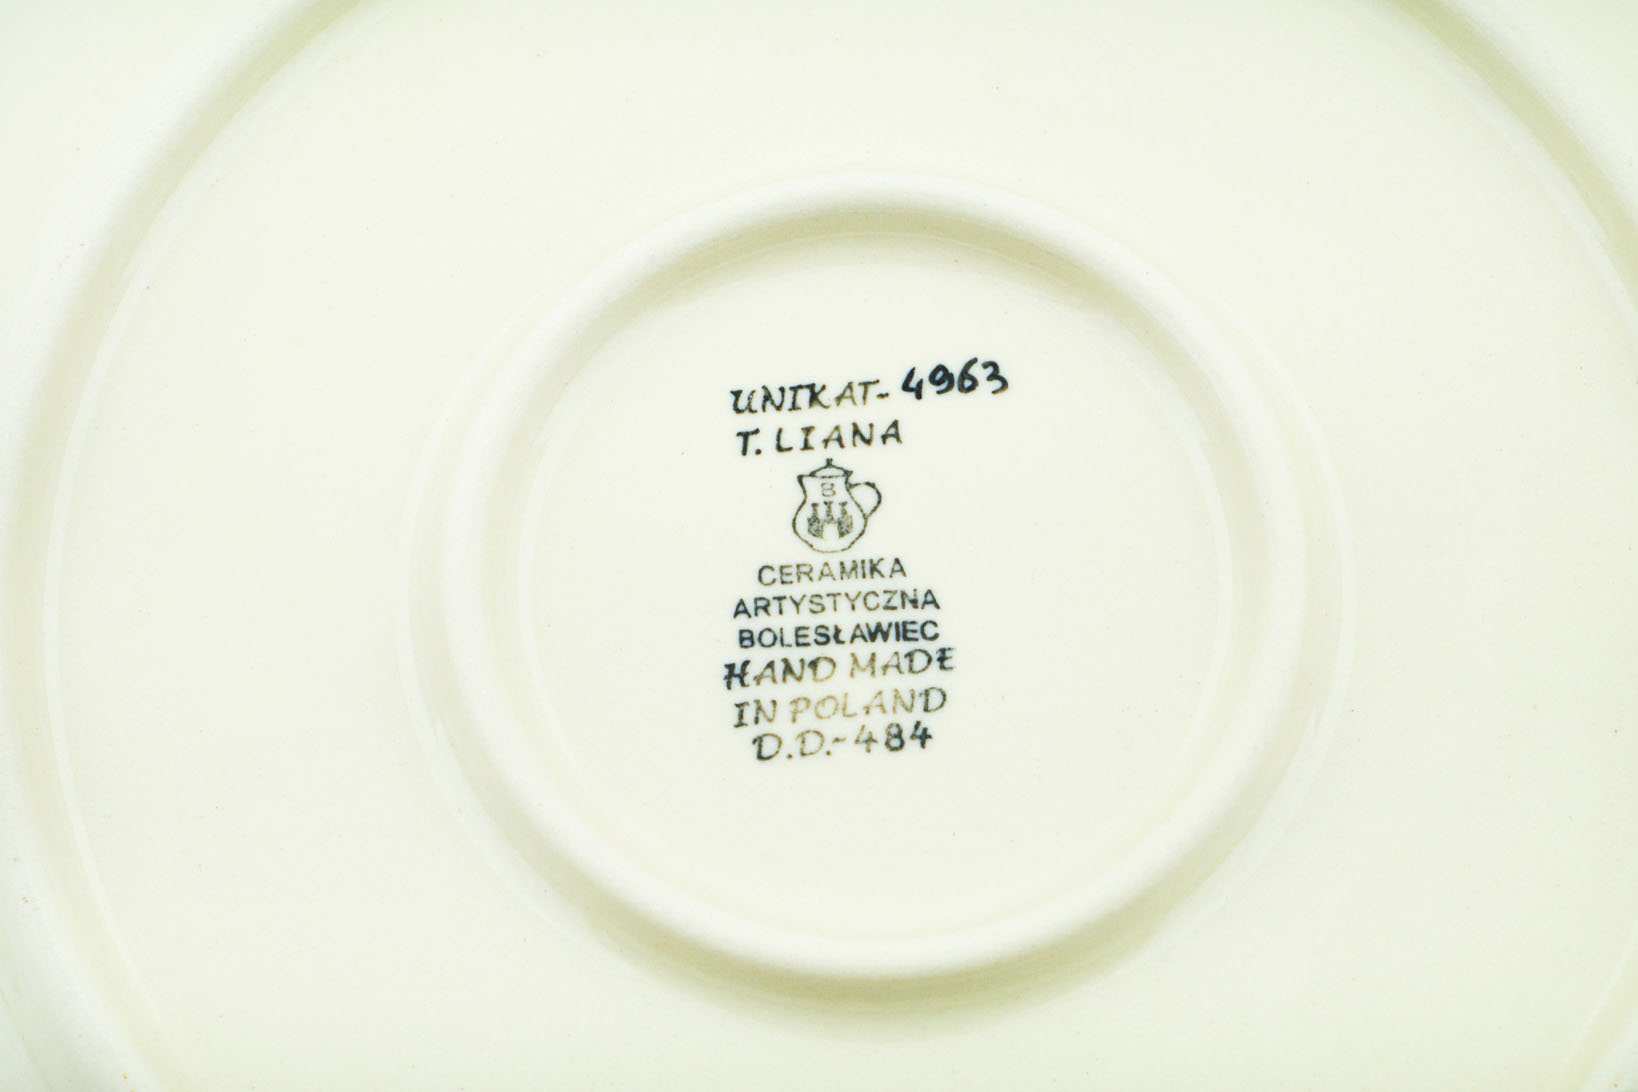 UNIKAT-4963
T. LIANA
B
CERAMIKA
ARTYSTYCZNA
BOLESŁAWIEC
HAND MADE
IN POLAND
D.D.-484